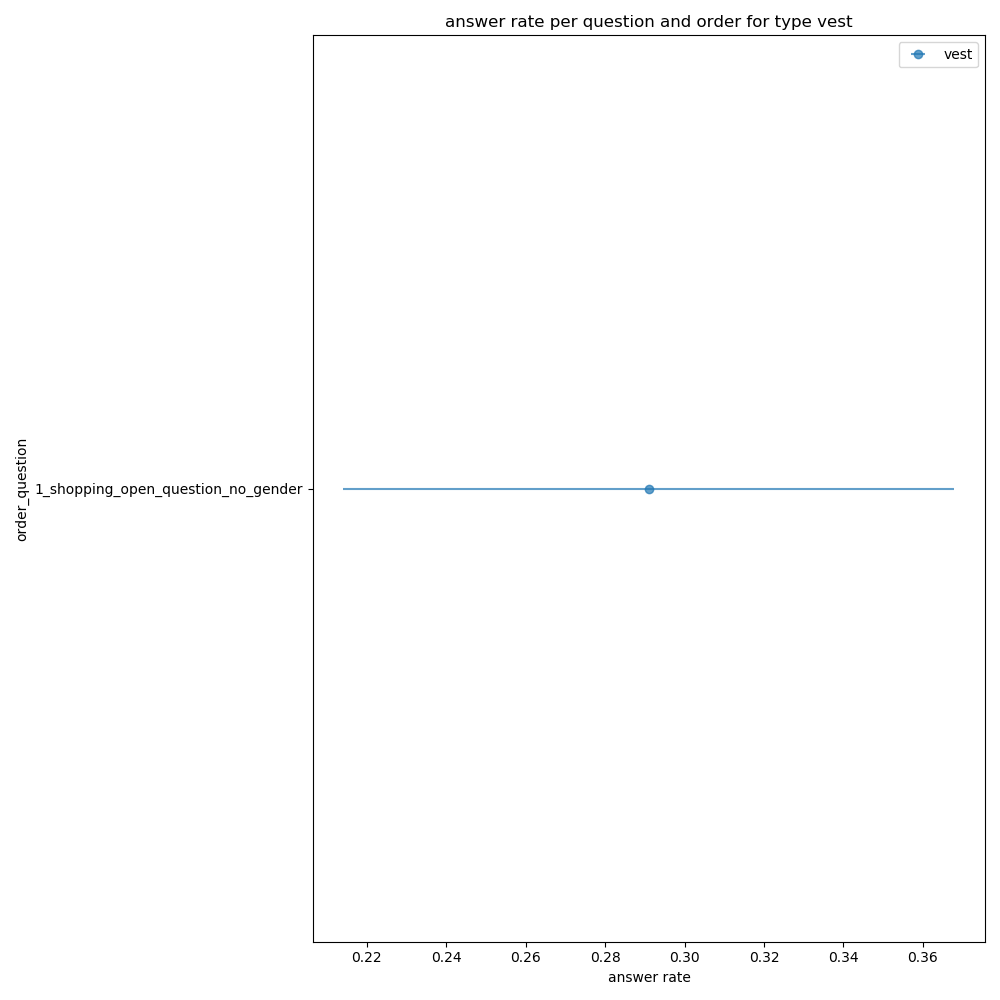 answer rate per question and order for type vest
vest
order_question
1_shopping_open_question_no_gender
0.22 0.24 0.26 0.28 0.30 0.32 0.34 0.36
answer rate